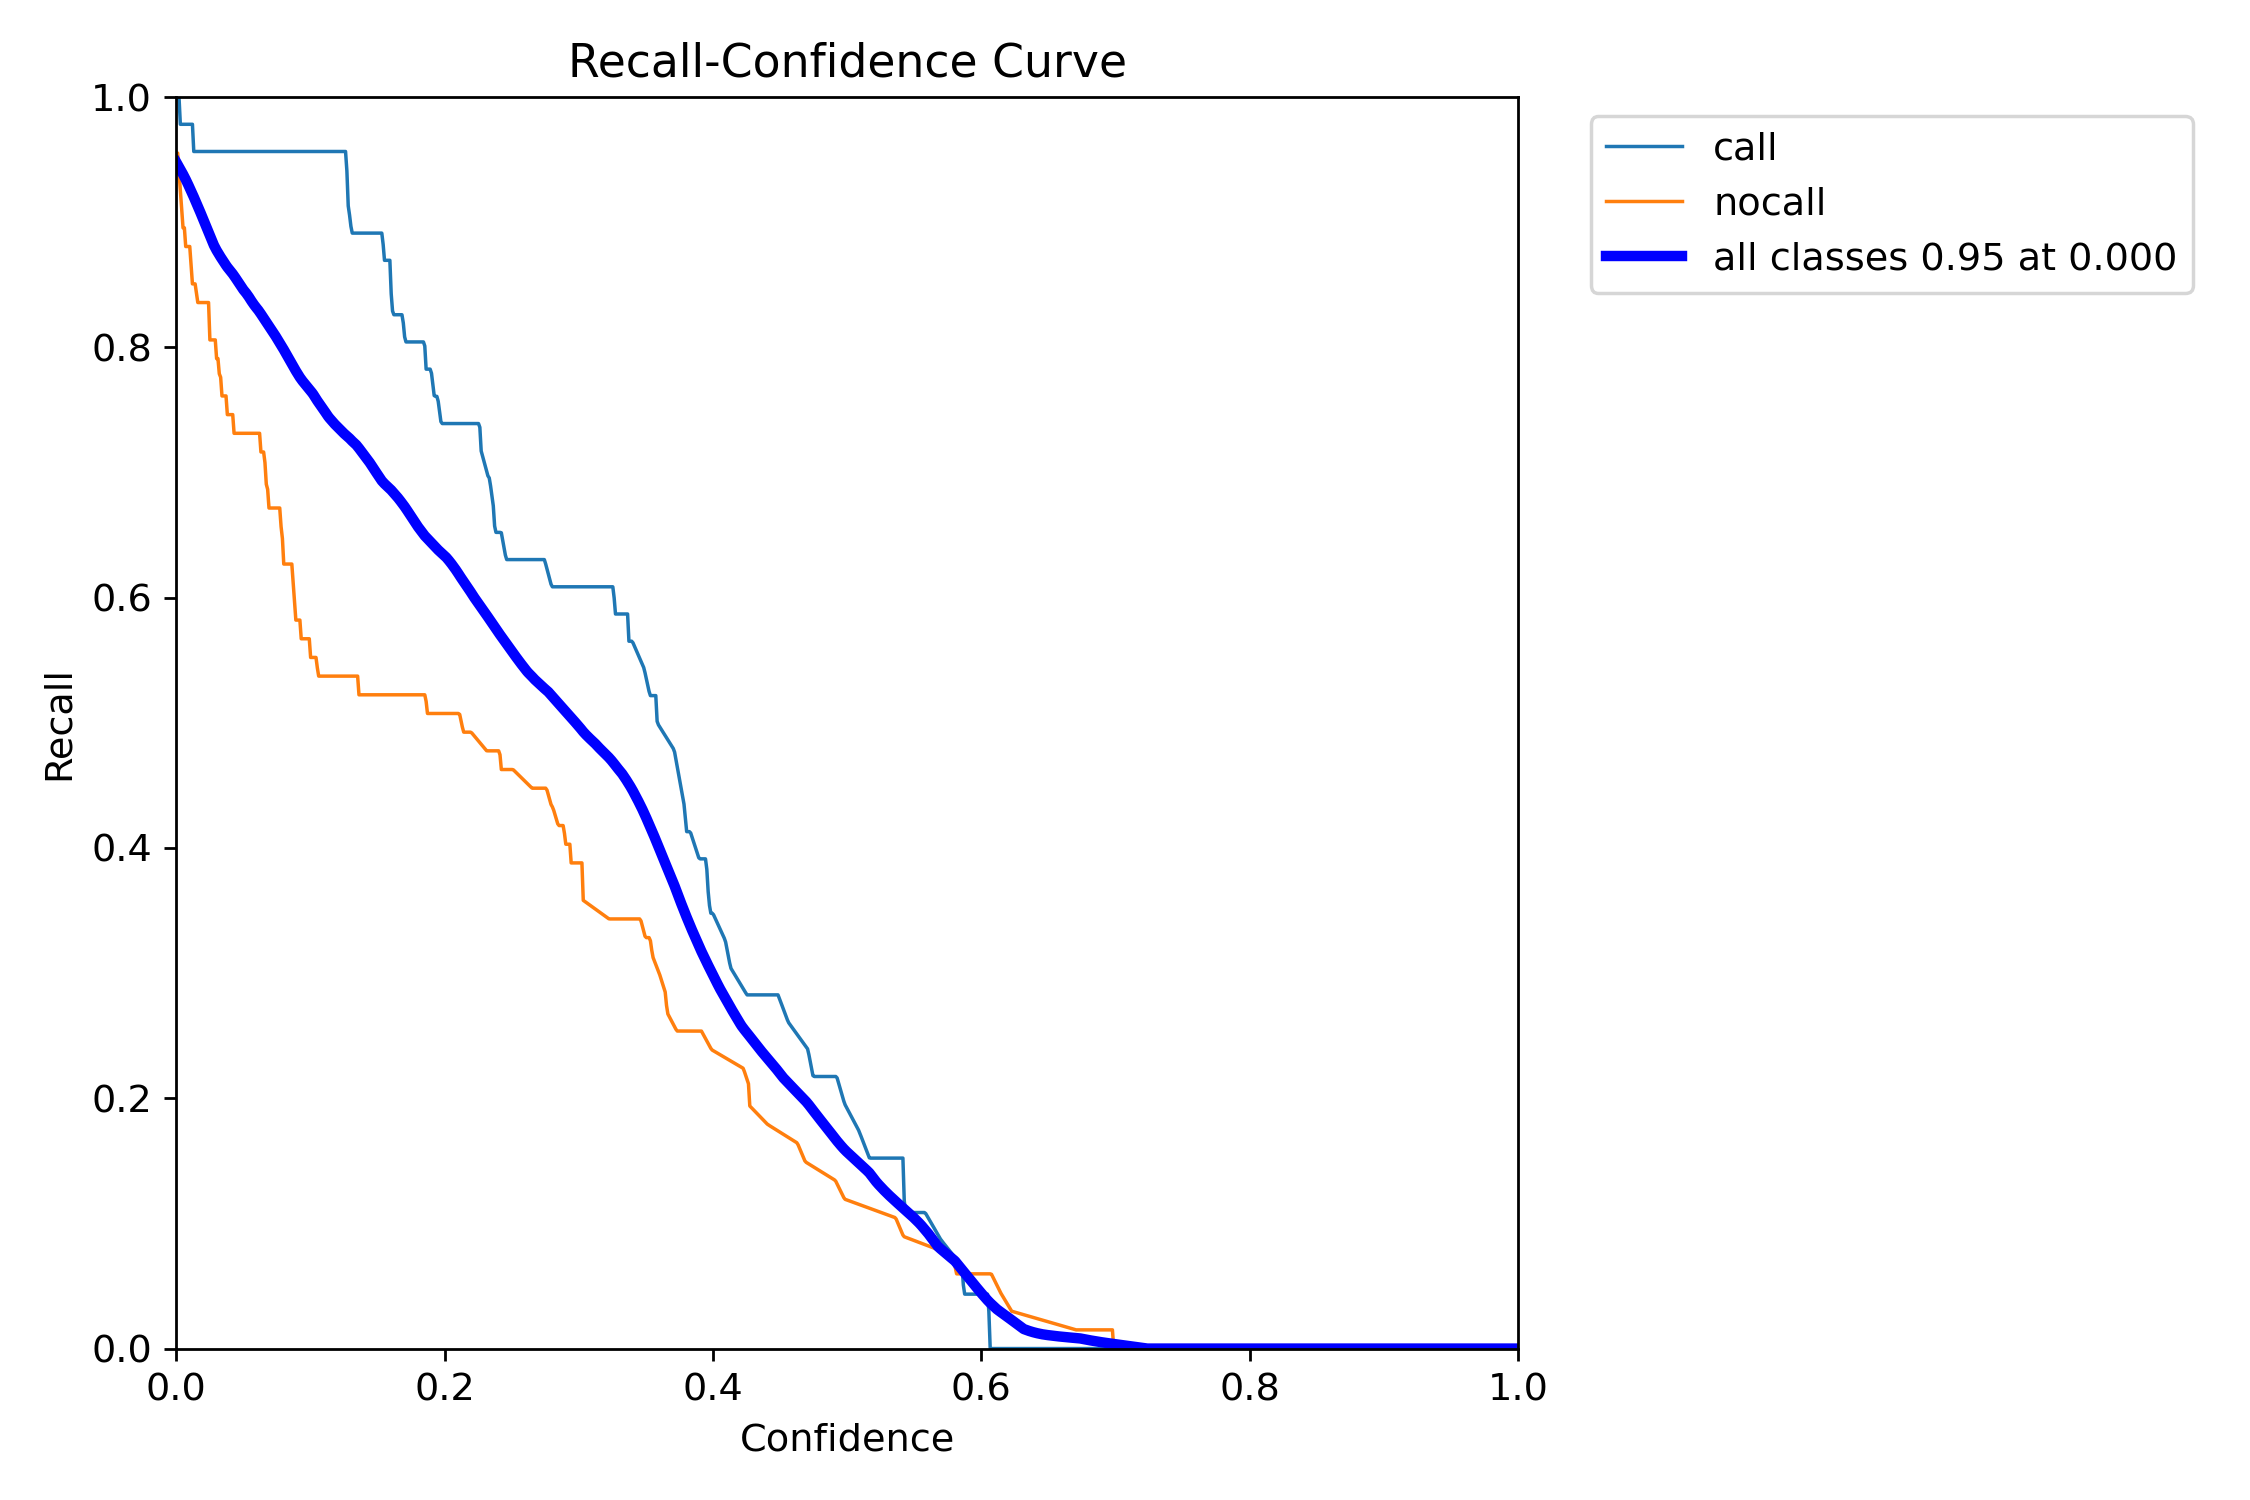 Recall-Confidence Curve
1.0
0.8
0.6
0.4
0.2
0.0
Recall
0.0 0.2 0.4 0.6 0.8 1.0
Confidence
call
nocall
all classes 0.95 at 0.000